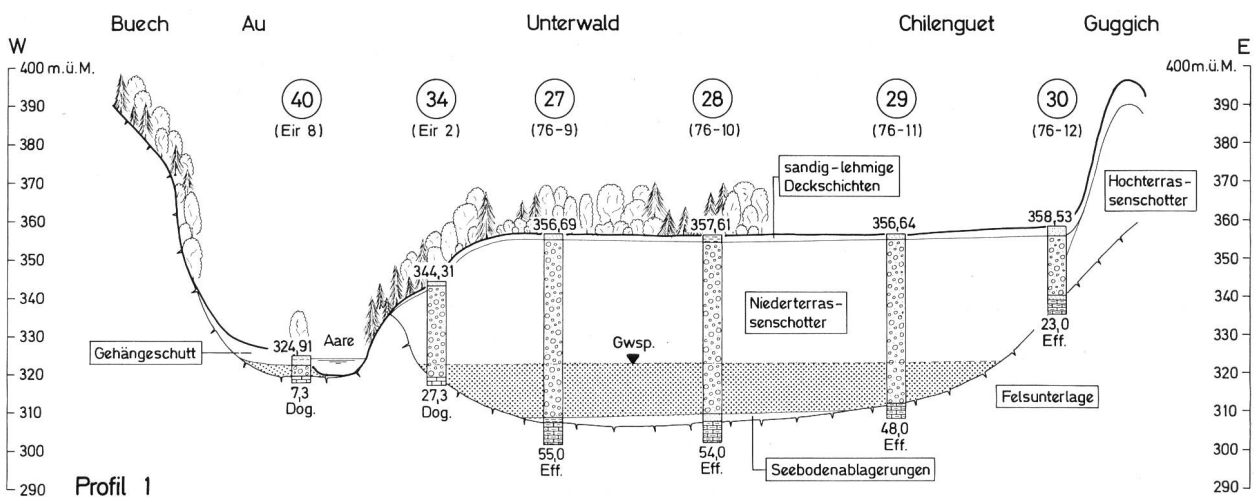 Buech Au Unterwald Chilenguet Guggich
W E
400 m.ü.M. 400 m.ü.M.
390 40 34 27 28 29 30 390
(Eir 8) (Eir 2) (76-9) (76-10) (76-11) (76-12)
380 380
sandig-lehmige
Deckschichten
370 370
Hochterras-
senschotter
360 356,69 357,61 356,64 358,53 360
350 350
344,31
340 340
Niederterras-
senschotter
23,0
Eff.
330 330
Gehängeschutt 324,91 Aare Gwsp.
320 320
7,3
Dog.
27,3
Dog.
Felsunterlage
310 310
48,0
Eff.
300 300
55,0
Eff.
54,0
Eff.
Seebodenablagerungen
290 290
Profil 1